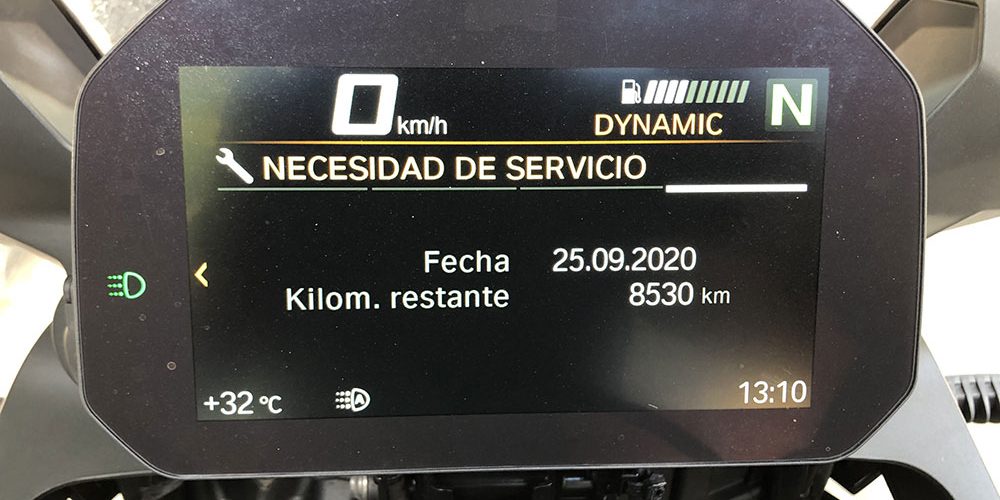 0 km/h
DYNAMIC
N
NECESIDAD DE SERVICIO
Fecha 25.09.2020
Kilom. restante 8530 km
+32 °C
A
13:10